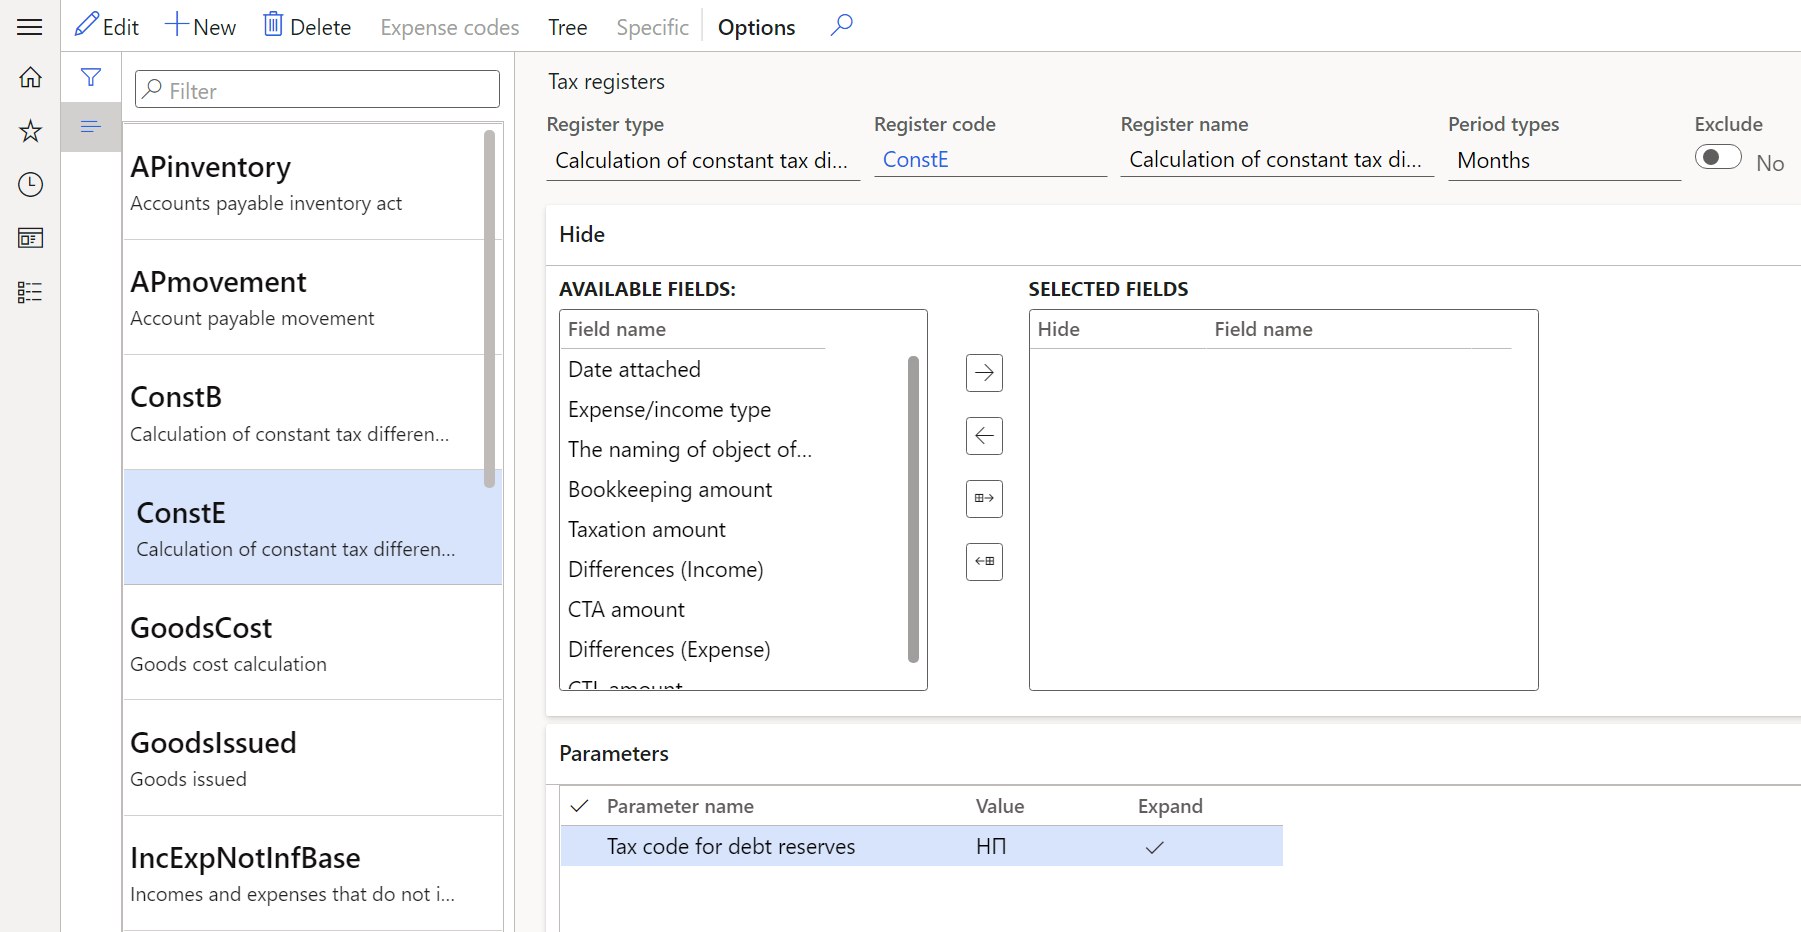 Edit New Delete Expense codes Tree Specific Options
Filter
APinventory
Accounts payable inventory act
APmovement
Account payable movement
ConstB
Calculation of constant tax differen...
ConstE
Calculation of constant tax differen...
GoodsCost
Goods cost calculation
GoodsIssued
Goods issued
IncExpNotInfBase
Incomes and expenses that do not i...
Tax registers
Register type Register code Register name Period types Exclude
Calculation of constant tax di... ConstE Calculation of constant tax di... Months No
Hide
AVAILABLE FIELDS:
Field name
Date attached
Expense/income type
The naming of object of...
Bookkeeping amount
Taxation amount
Differences (Income)
CTA amount
Differences (Expense)
CTL amount
SELECTED FIELDS
Hide Field name
Parameters
Parameter name Value Expand
Tax code for debt reserves НП